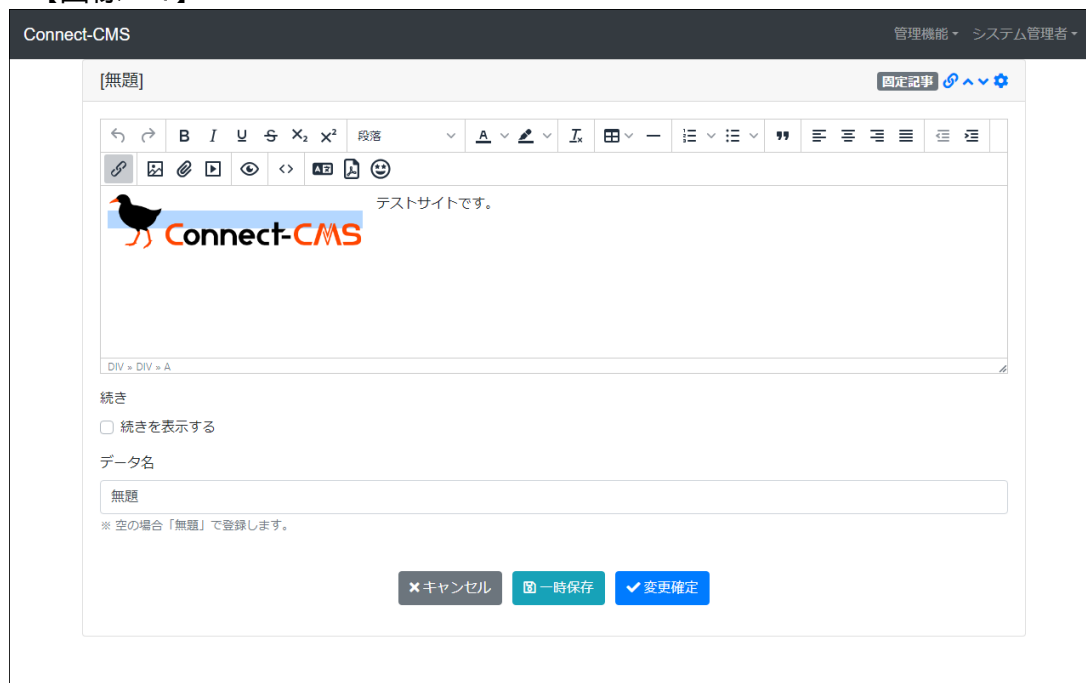 Connect-CMS
管理機能
システム管理者
[無題]
固定記事
B I U S X₂ X² 段落 A
テストサイトです。
Connect-CMS
DIV » DIV » A
続き
続きを表示する
データ名
無題
※ 空の場合「無題」で登録します。
キャンセル
一時保存
変更確定